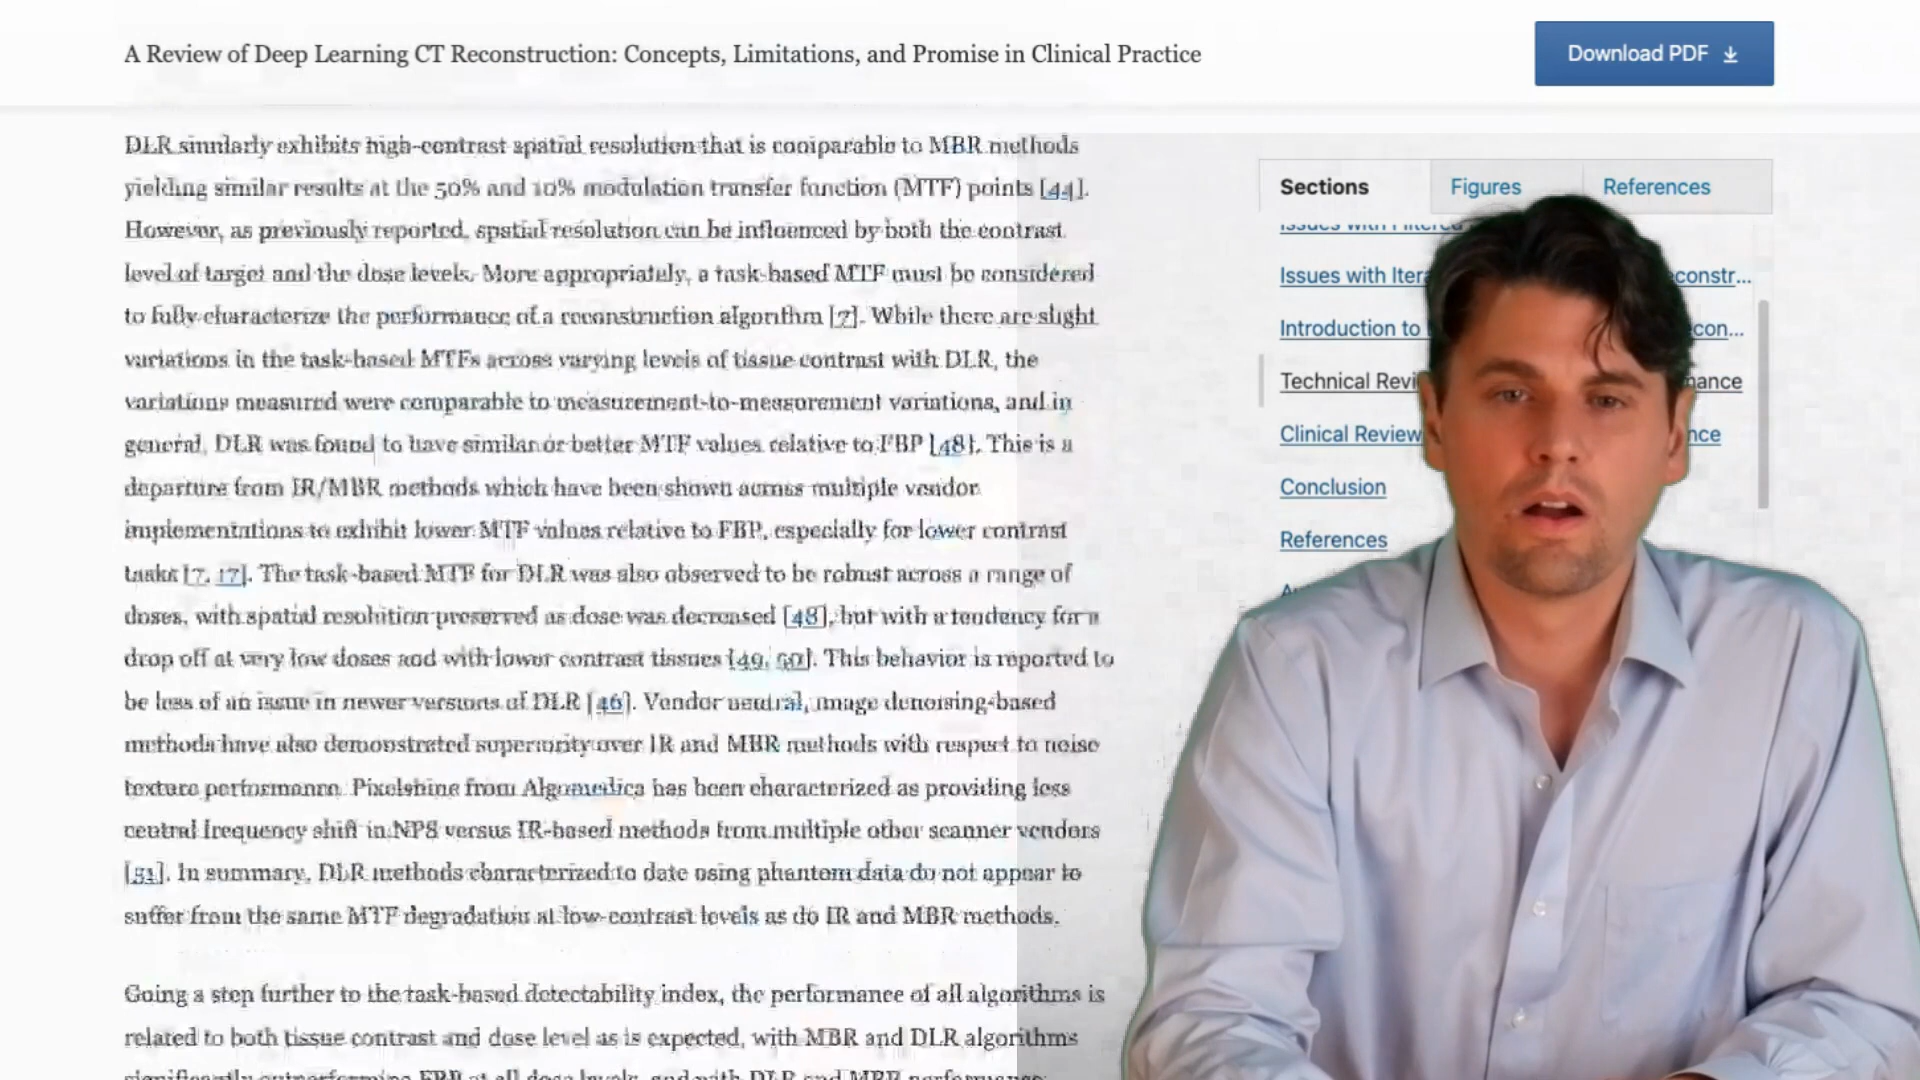 A Review of Deep Learning CT Reconstruction: Concepts, Limitations, and Promise in Clinical Practice
Download PDF
DLR similarly exhibits high-contrast spatial resolution that is comparable to MBR methods
yielding similar results at the 50% and 10% modulation transfer function (MTF) points [44].
However, as previously reported, spatial resolution can be influenced by both the contrast
level of target and the dose levels. More appropriately, a task-based MTF must be considered
to fully characterize the performance of a reconstruction algorithm [7]. While there are slight
variations in the task-based MTFs across varying levels of tissue contrast with DLR, the
variations measured were comparable to measurement-to-measurement variations, and in
general, DLR was found to have similar or better MTF values relative to FBP [48]. This is a
departure from IR/MBR methods which have been shown across multiple vendor
implementations to exhibit lower MTF values relative to FBP, especially for lower contrast
tasks [7, 17]. The task-based MTF for DLR was also observed to be robust across a range of
doses, with spatial resolution preserved as dose was decreased [48], but with a tendency for a
drop off at very low doses and with lower contrast tissues [49, 50]. This behavior is reported to
be less of an issue in newer versions of DLR [46]. Vendor neutral, image denoising-based
methods have also demonstrated superiority over IR and MBR methods with respect to noise
texture performance. Pixelshine from Algomedica has been characterized as providing less
central frequency shift in NPS versus IR-based methods from multiple other scanner vendors
[51]. In summary, DLR methods characterized to date using phantom data do not appear to
suffer from the same MTF degradation at low-contrast levels as do IR and MBR methods.
Going a step further to the task-based detectability index, the performance of all algorithms is
related to both tissue contrast and dose level as is expected, with MBR and DLR algorithms
Sections
Figures
References
Issues with Filtered
Issues with Itera constr...
Introduction to con...
Technical Revi mance
Clinical Review nce
Conclusion
References